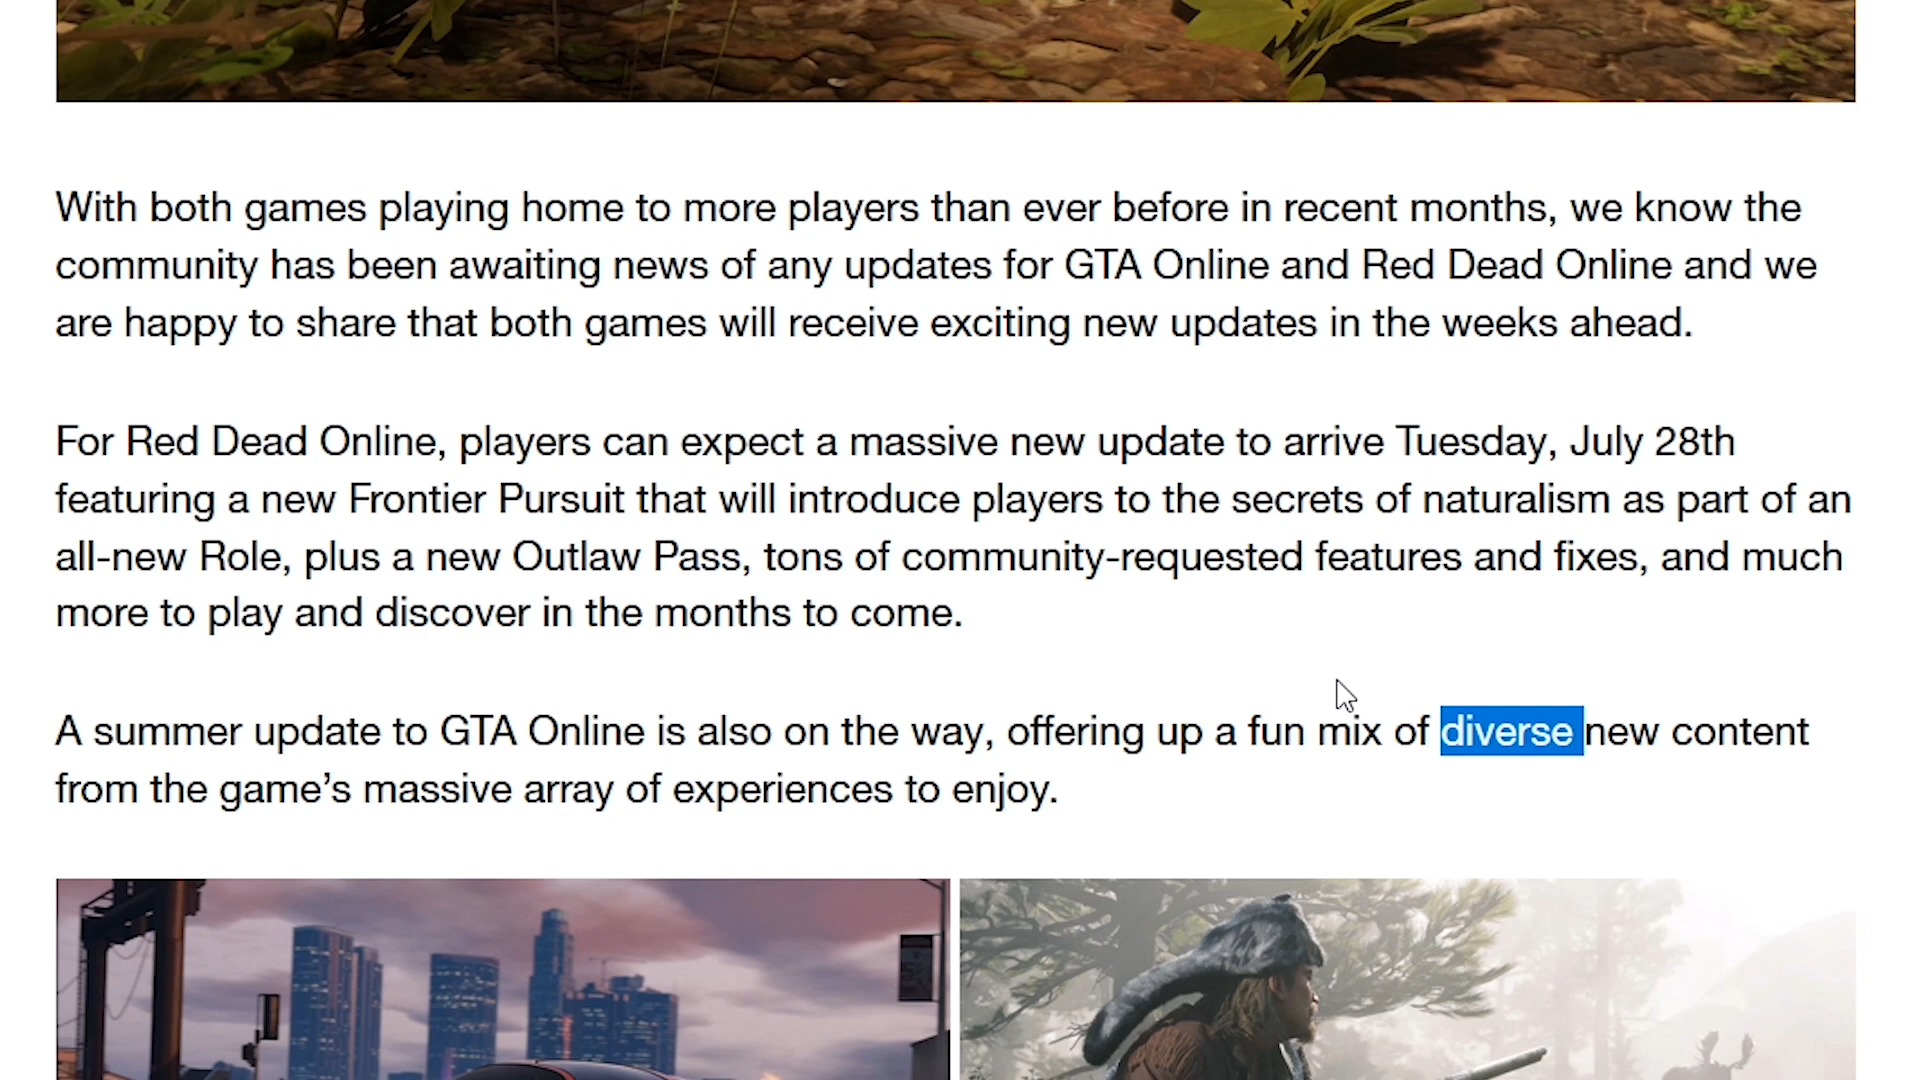 With both games playing home to more players than ever before in recent months, we know the
community has been awaiting news of any updates for GTA Online and Red Dead Online and we
are happy to share that both games will receive exciting new updates in the weeks ahead.
For Red Dead Online, players can expect a massive new update to arrive Tuesday, July 28th
featuring a new Frontier Pursuit that will introduce players to the secrets of naturalism as part of an
all-new Role, plus a new Outlaw Pass, tons of community-requested features and fixes, and much
more to play and discover in the months to come.
A summer update to GTA Online is also on the way, offering up a fun mix of diverse new content
from the game’s massive array of experiences to enjoy.